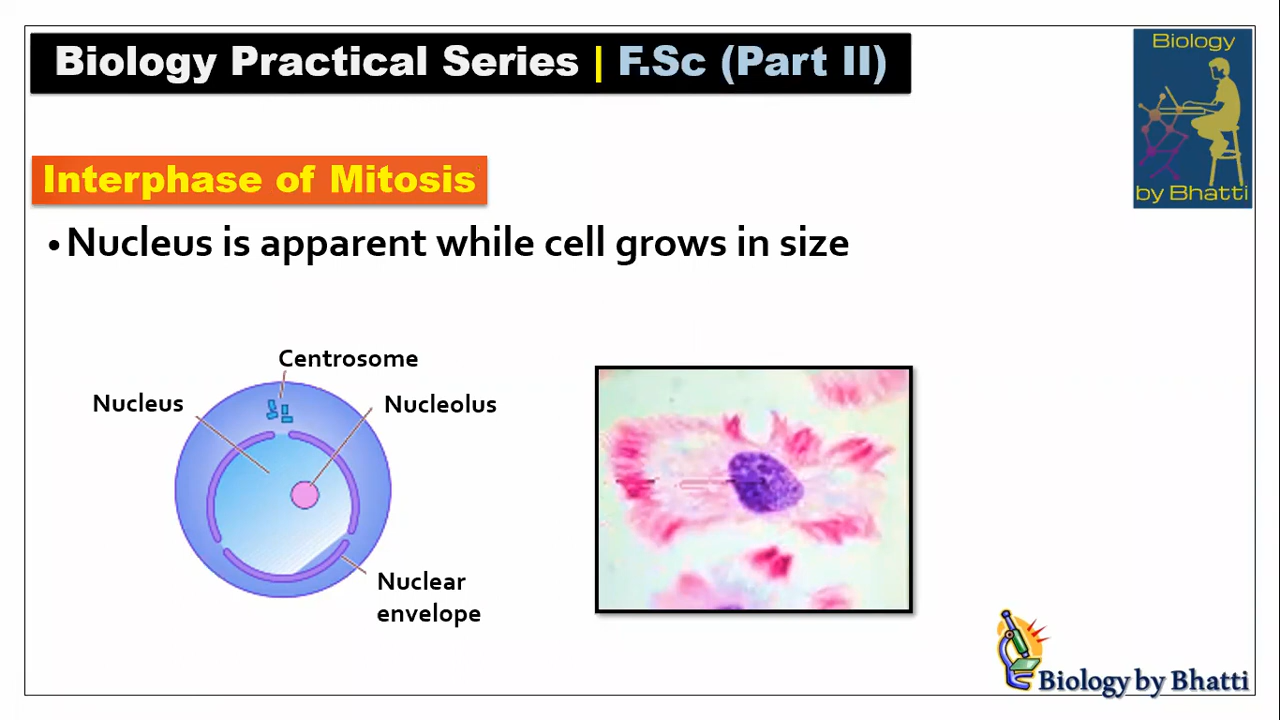 Biology Practical Series | F.Sc (Part II)
Biology
by Bhatti
Interphase of Mitosis
• Nucleus is apparent while cell grows in size
Centrosome
Nucleus
Nucleolus
Nuclear
envelope
Biology by Bhatti